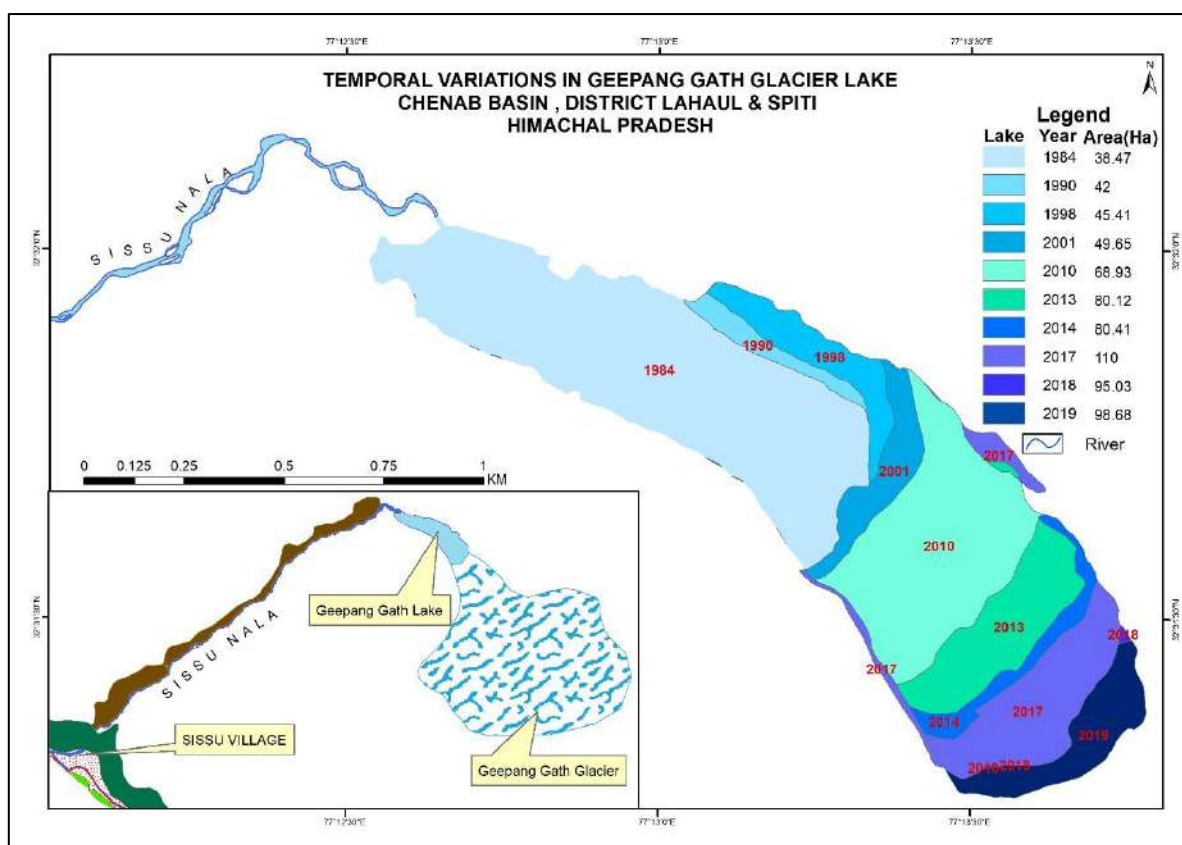 77°12'30"E 77°13'0"E 77°13'30"E
TEMPORAL VARIATIONS IN GEEPANG GATH GLACIER LAKE
CHENAB BASIN , DISTRICT LAHAUL & SPITI
HIMACHAL PRADESH
N
Legend
Lake Year Area(Ha)
1984 38.47
1990 42
1998 45.41
2001 49.65
2010 68.93
2013 80.12
2014 80.41
2017 110
2018 95.03
2019 98.68
River
SISSU NALA
1984
1990
1998
2001
2010
2017
2013
2018
2017
2014
2017
2019
2018
0 0.125 0.25 0.5 0.75 1
KM
Geepang Gath Lake
SISSU NALA
SISSU VILLAGE
Geepang Gath Glacier
32°31'30"N
77°12'30"E 77°13'0"E 77°13'30"E